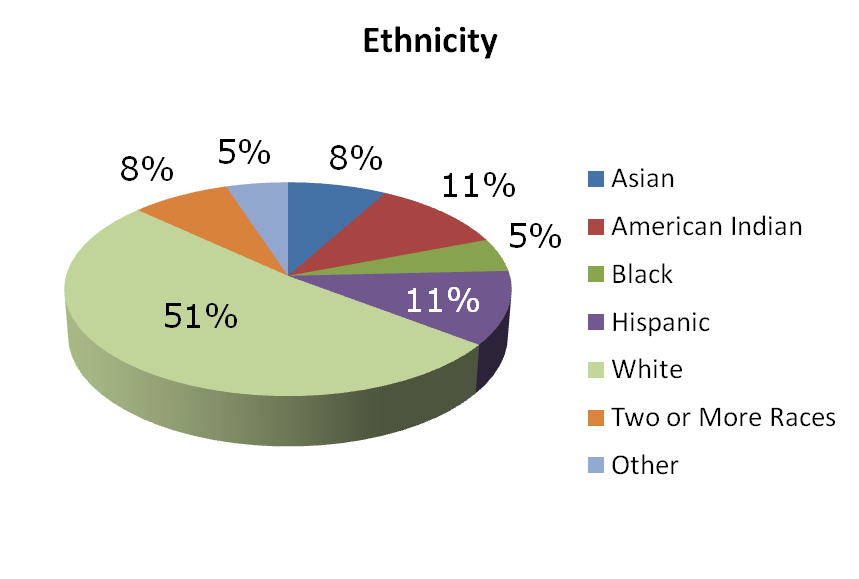 Ethnicity
5%
8%
8%
11%
5%
11%
51%
Asian
American Indian
Black
Hispanic
White
Two or More Races
Other